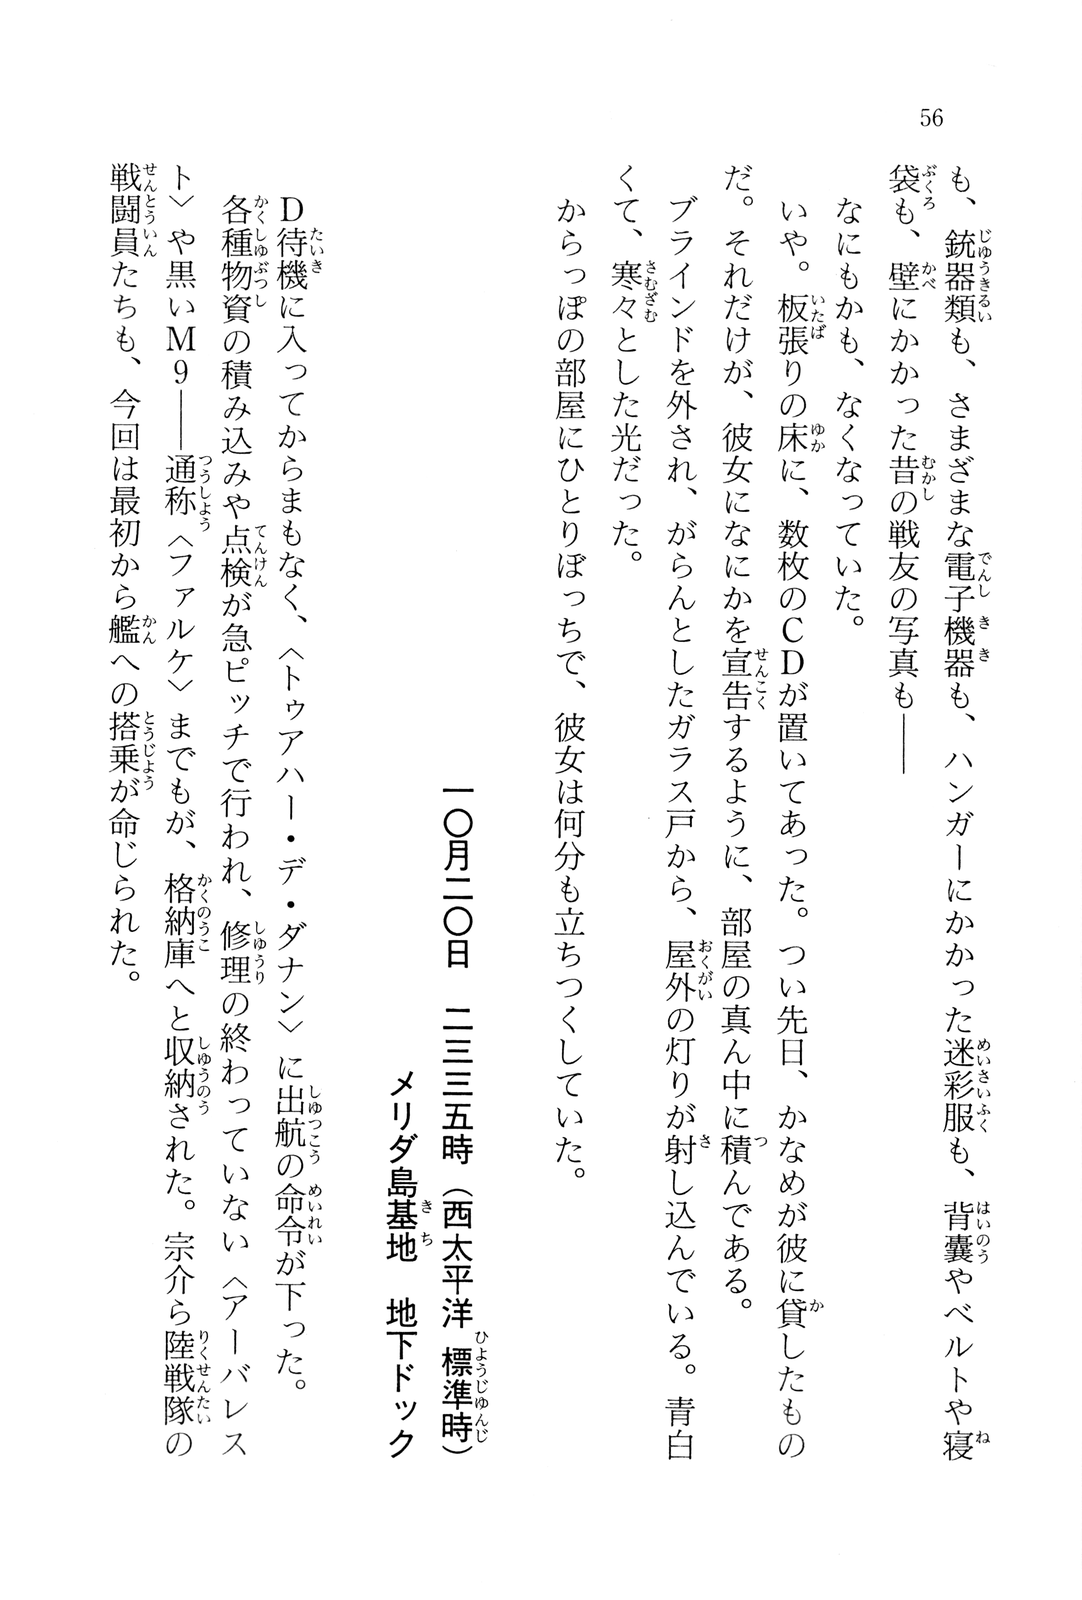 56
も、銃器類も、さまざまな電子機器も、ハンガーにかかった迷彩服も、背嚢やベルトや寝
袋も、壁にかかった昔の戦友の写真も――
なにもかも、なくなっていた。
いや。板張りの床に、数枚のCDが置いてあった。つい先日、かなめが彼に貸したもの
だ。それだけが、彼女になにかを宣告するように、部屋の真ん中に積んである。
ブラインドを外され、がらんとしたガラス戸から、屋外の灯りが射し込んでいる。青白
くて、寒々とした光だった。
からっぽの部屋にひとりぼっちで、彼女は何分も立ちつくしていた。
一〇月二〇日　二三三五時（西太平洋標準時）
メリダ島基地　地下ドック
D待機に入ってからまもなく、〈トゥアハー・デ・ダナン〉に出航の命令が下った。
各種物資の積み込みや点検が急ピッチで行われ、修理の終わっていない〈アーバレス
ト〉や黒いM9――通称〈ファルケ〉までもが、格納庫へと収納された。宗介ら陸戦隊の
戦闘員たちも、今回は最初から艦への搭乗が命じられた。